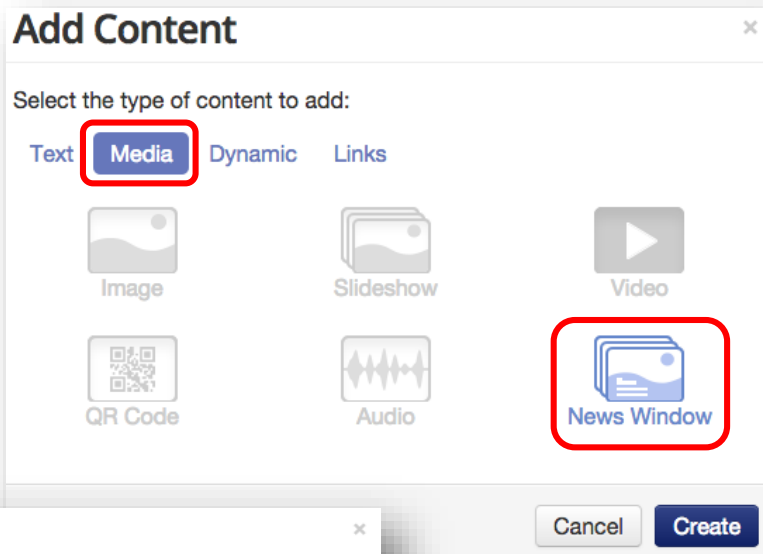 Add Content
×
Select the type of content to add:
Text Media Dynamic Links
Image Slideshow Video
QR Code Audio News Window
×
Cancel Create